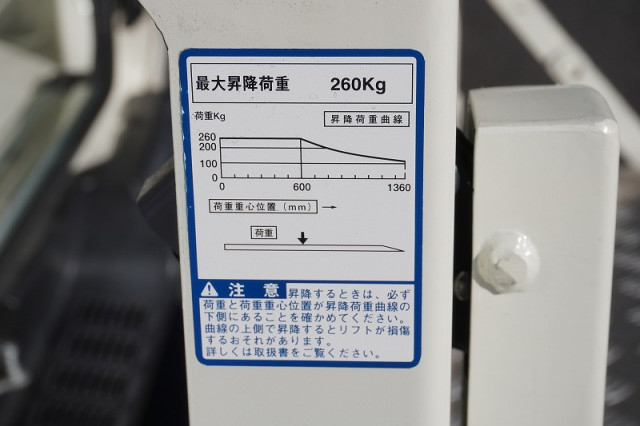 最大昇降荷重 260Kg
荷重Kg 昇降荷重曲線
260
200
100
0
0 600 1360
荷重重心位置(mm) →
荷重
注意 昇降するときは、必ず
荷重と荷重重心位置が昇降荷重曲線の
下側にあることを確かめてください。
曲線の上側で昇降するとリフトが損傷
するおそれがあります。
詳しくは取扱書をご覧ください。